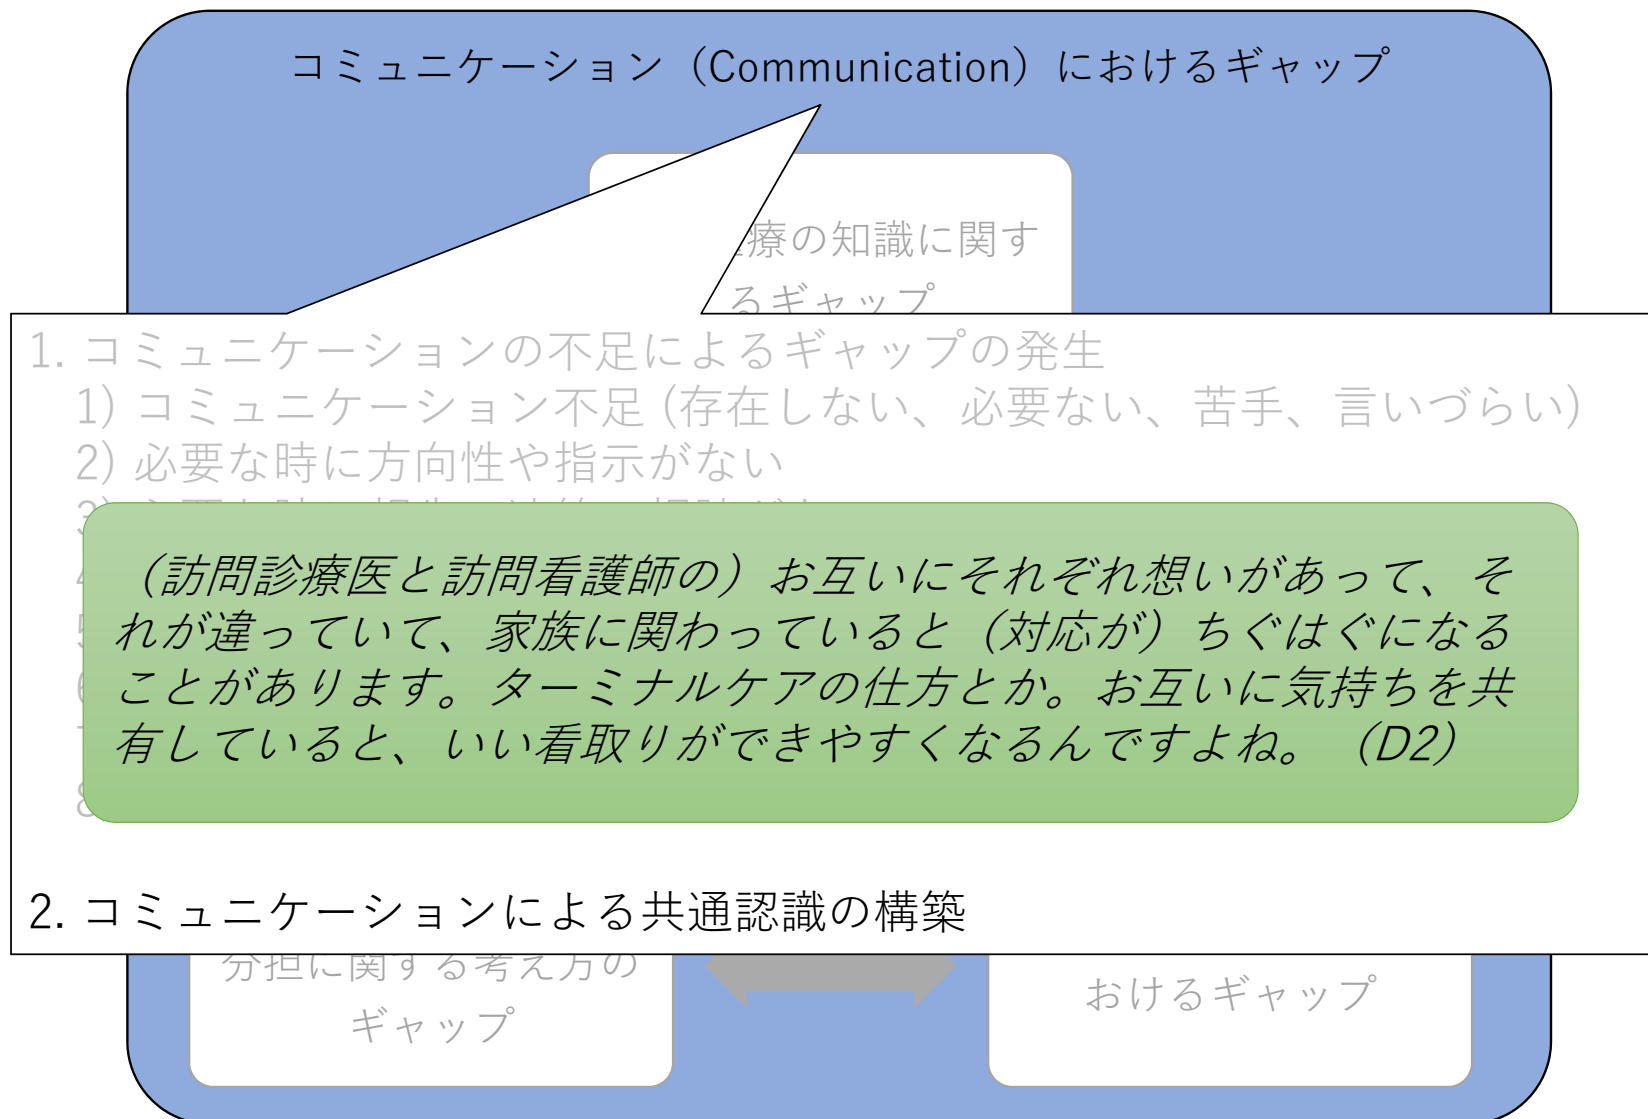 コミュニケーション（Communication）におけるギャップ
療の知識に関す
るギャップ
1. コミュニケーションの不足によるギャップの発生
1) コミュニケーション不足 (存在しない、必要ない、苦手、言いづらい)
2) 必要な時に方向性や指示がない
（訪問診療医と訪問看護師の）お互いにそれぞれ想いがあって、そ
れが違っていて、家族に関わっていると（対応が）ちぐはぐになる
ことがあります。ターミナルケアの仕方とか。お互いに気持ちを共
有していると、いい看取りができやすくなるんですよね。（D2）
2. コミュニケーションによる共通認識の構築
分担に関する考え方の
ギャップ
おけるギャップ